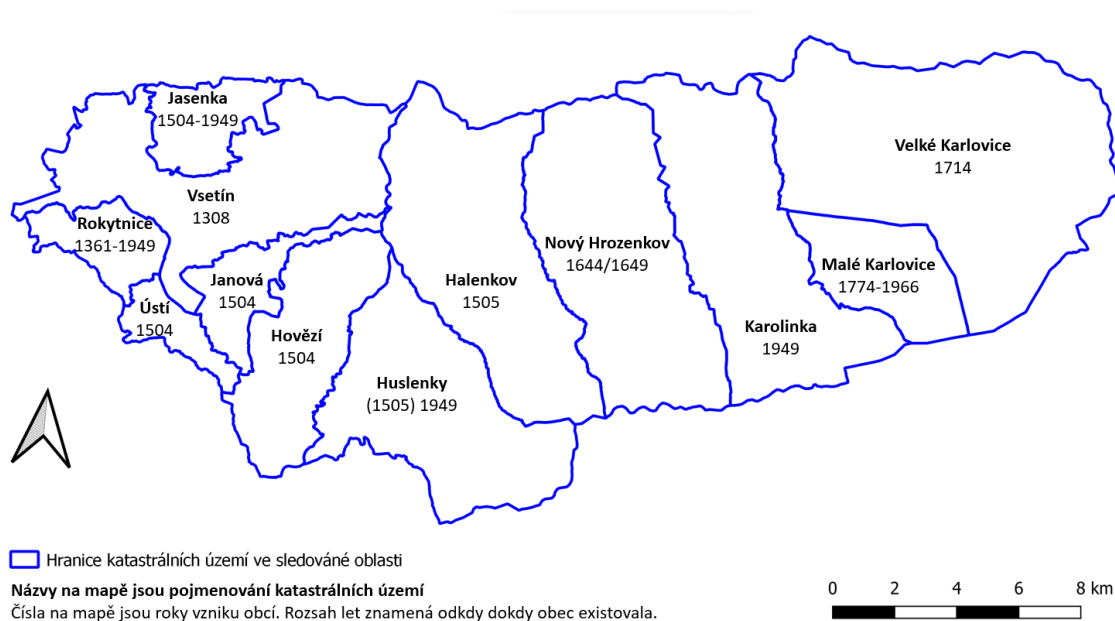 Jasenka
1504-1949
Velké Karlovice
1714
Vsetín
1308
Rokytnice
1361-1949
Nový Hrozenkov
1644/1649
Malé Karlovice
1774-1966
Janová
1504
Halenkov
1505
Ústí
1504
Hovězí
1504
Karolinka
1949
Huslenky
(1505) 1949
Hranice katastrálních území ve sledováné oblasti
Názvy na mapě jsou pojmenování katastrálních území
Čísla na mapě jsou roky vzniku obcí. Rozsah let znamená odkdy dokdy obec existovala.
0 2 4 6 8 km